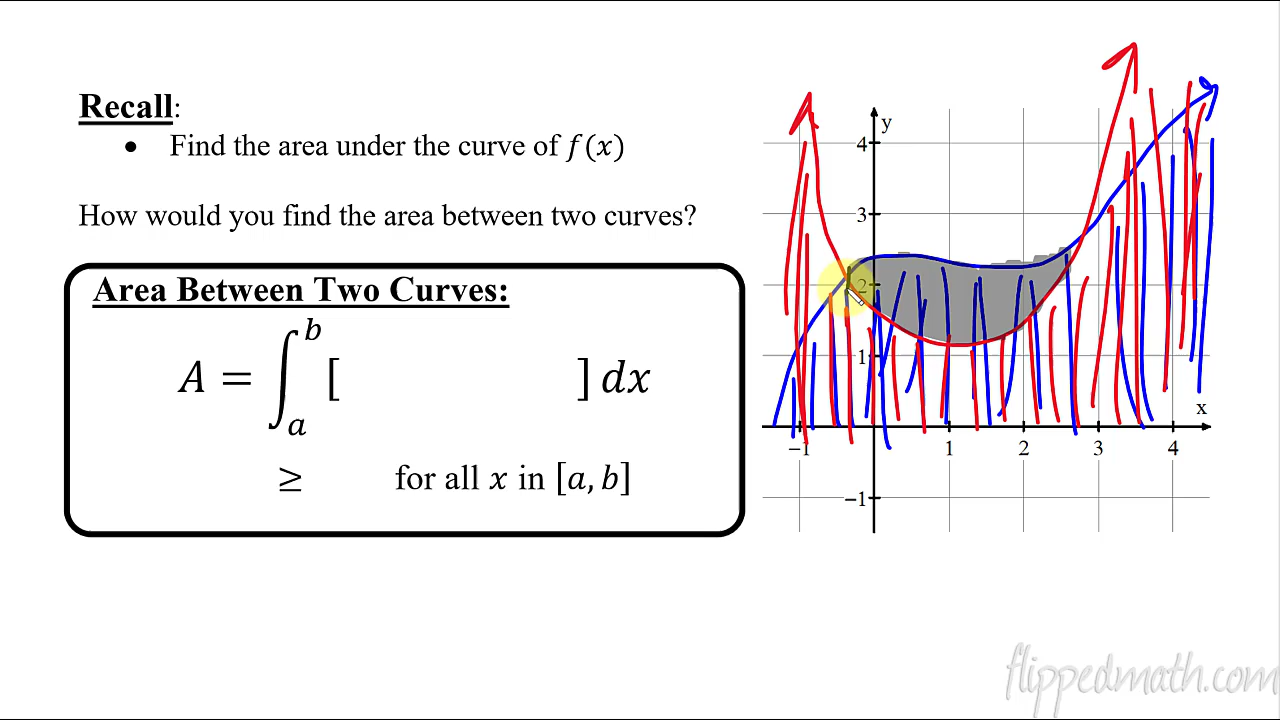 Recall:
• Find the area under the curve of f(x)
How would you find the area between two curves?
Area Between Two Curves:
A = ∫_a^b [ ] dx
≥ for all x in [a, b]
y
4
3
2
1
−1
x
−1 1 2 3 4
flippedmath.com